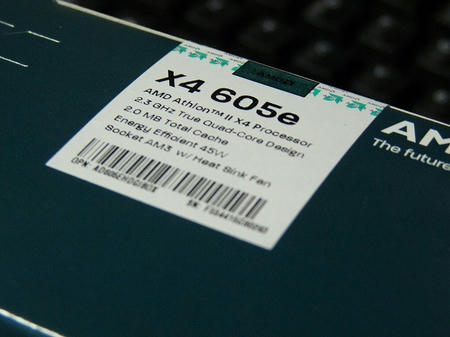 AMD
X4 605e
AMD Athlon™ II X4 Processor
2.3 GHz True Quad-Core Design
2.0 MB Total Cache
Energy Efficient 45W
Socket AM3 w/ Heat Sink Fan
OPN AD605EHDGIBOX
AM
The future